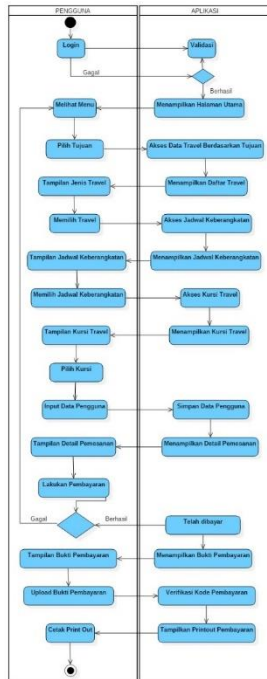 PENGGUNA
APLIKASI
Login
Validasi
Gagal
Berhasil
Melihat Menu
Menampilkan Halaman Utama
Pilih Tujuan
Akses Data Travel Berdasarkan Tujuan
Tampilan Jenis Travel
Menampilkan Daftar Travel
Memilih Travel
Akses Jadwal Keberangkatan
Tampilan Jadwal Keberangkatan
Menampilkan Jadwal Keberangkatan
Memilih Jadwal Keberangkatan
Akses Kursi Travel
Tampilan Kursi Travel
Menampilkan Kursi Travel
Pilih Kursi
Input Data Pengguna
Simpan Data Pengguna
Tampilan Detail Pemesanan
Menampilkan Detail Pemesanan
Lakukan Pembayaran
Gagal
Berhasil
Telah dibayar
Tampilan Bukti Pembayaran
Menampilkan Bukti Pembayaran
Upload Bukti Pembayaran
Verifikasi Kode Pembayaran
Cetak Print Out
Tampilkan Printout Pembayaran